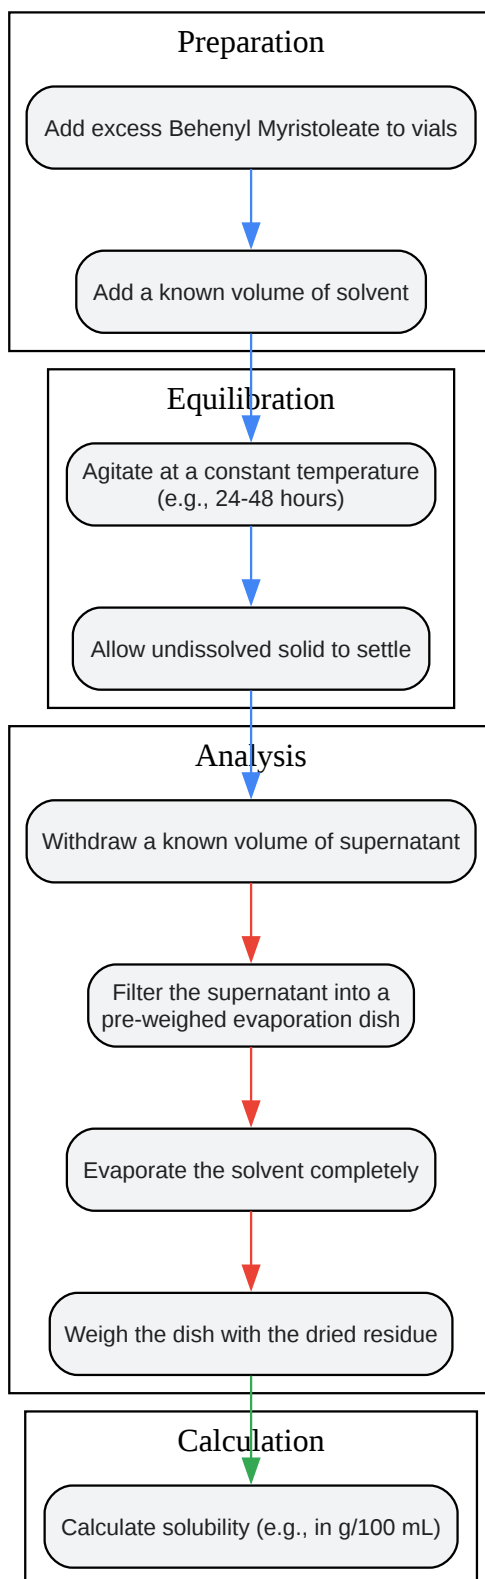 Preparation
Add excess Behenyl Myristoleate to vials
Add a known volume of solvent
Equilibration
Agitate at a constant temperature
(e.g., 24-48 hours)
Allow undissolved solid to settle
Analysis
Withdraw a known volume of supernatant
Filter the supernatant into a
pre-weighed evaporation dish
Evaporate the solvent completely
Weigh the dish with the dried residue
Calculation
Calculate solubility (e.g., in g/100 mL)